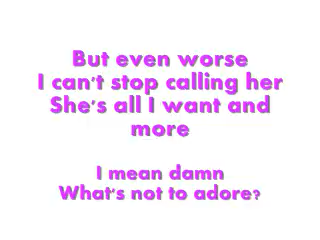 But even worse
I can't stop calling her
She's all I want and
more
I mean damn
What's not to adore?